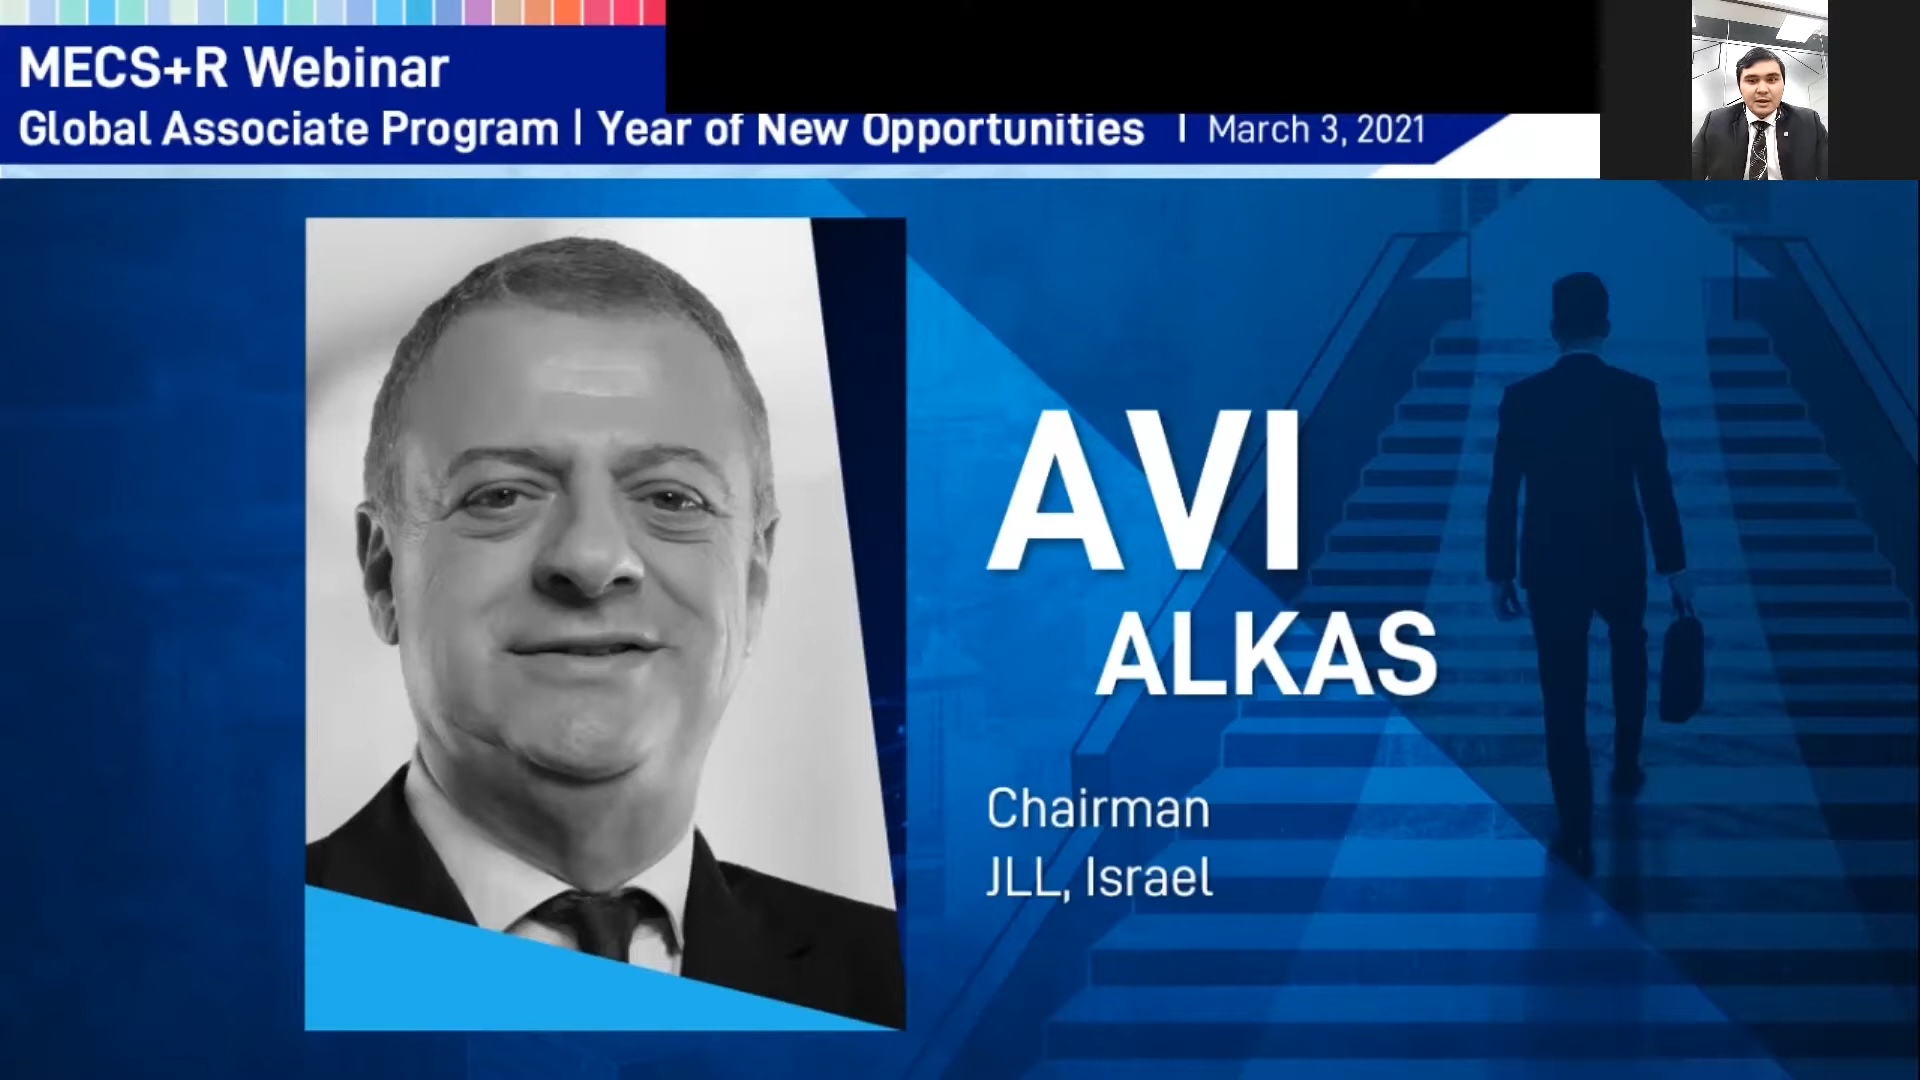 MECS+R Webinar
Global Associate Program | Year of New Opportunities | March 3, 2021
AVI
ALKAS
Chairman
JLL, Israel